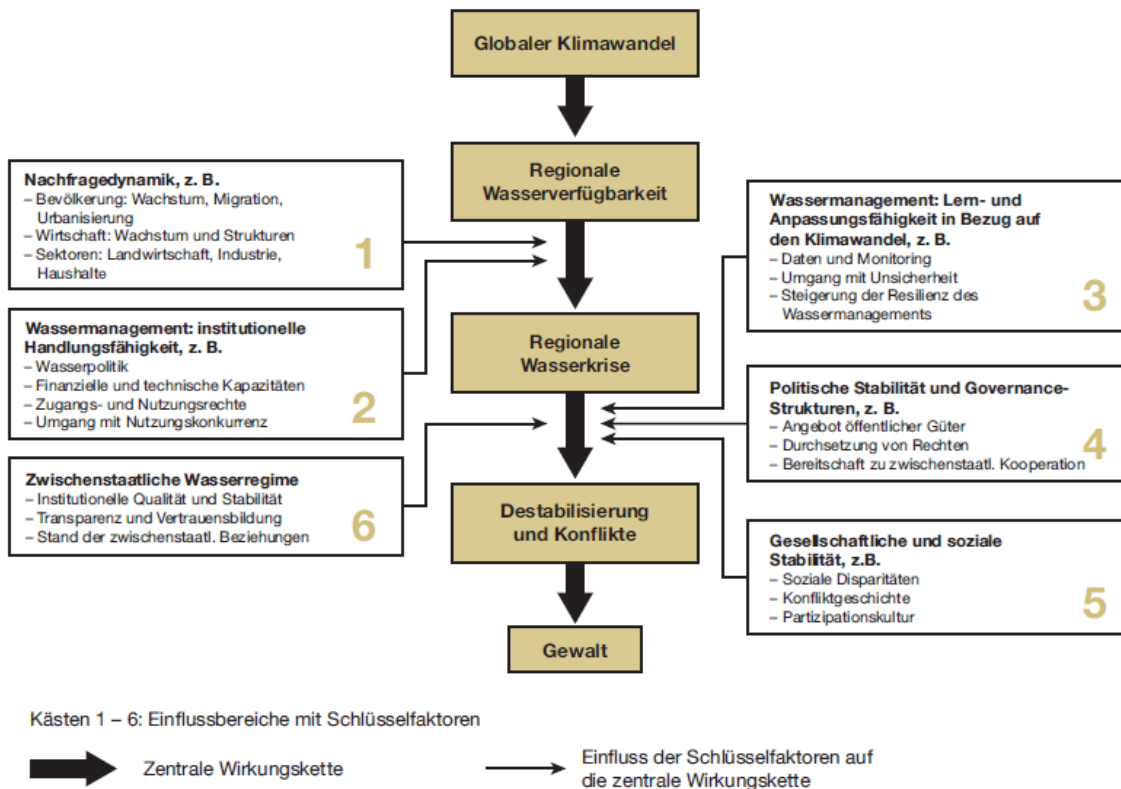 Globaler Klimawandel
Regionale
Wasserverfügbarkeit
Nachfragedynamik, z. B.
– Bevölkerung: Wachstum, Migration,
Urbanisierung
– Wirtschaft: Wachstum und Strukturen
– Sektoren: Landwirtschaft, Industrie,
Haushalte
1
Wassermanagement: institutionelle
Handlungsfähigkeit, z. B.
– Wasserpolitik
– Finanzielle und technische Kapazitäten
– Zugangs- und Nutzungsrechte
– Umgang mit Nutzungskonkurrenz
2
Zwischenstaatliche Wasserregime
– Institutionelle Qualität und Stabilität
– Transparenz und Vertrauensbildung
– Stand der zwischenstaatl. Beziehungen
6
Regionale
Wasserkrise
Destabilisierung
und Konflikte
Gewalt
Wassermanagement: Lern- und
Anpassungsfähigkeit in Bezug auf
den Klimawandel, z. B.
– Daten und Monitoring
– Umgang mit Unsicherheit
– Steigerung der Resilienz des
Wassermanagements
3
Politische Stabilität und Governance-
Strukturen, z. B.
– Angebot öffentlicher Güter
– Durchsetzung von Rechten
– Bereitschaft zu zwischenstaatl. Kooperation
4
Gesellschaftliche und soziale
Stabilität, z.B.
– Soziale Disparitäten
– Konfliktgeschichte
– Partizipationskultur
5
Kästen 1 – 6: Einflussbereiche mit Schlüsselfaktoren
Zentrale Wirkungskette
Einfluss der Schlüsselfaktoren auf
die zentrale Wirkungskette